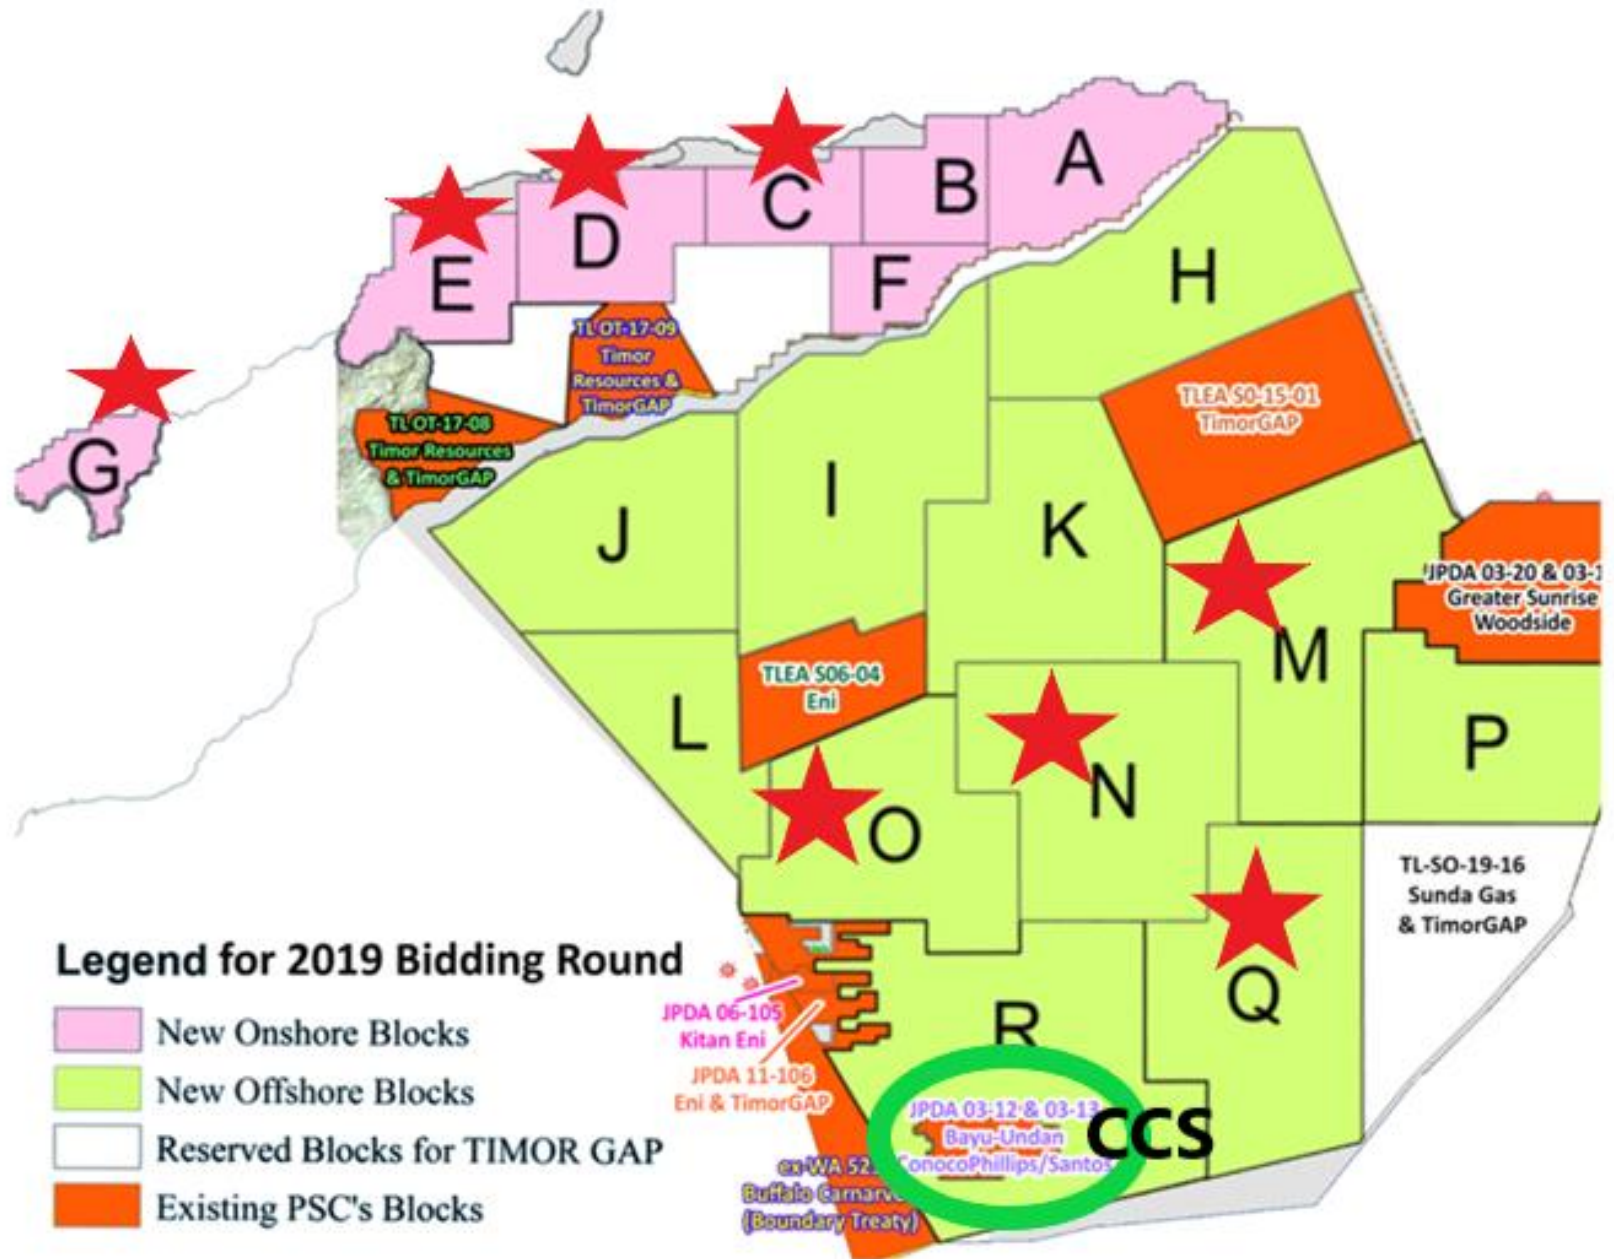 A
B
C
D
E
F
G
H
TL OT-17-09
Timor
Resources &
TimorGAP
TL OT-17-08
Timor Resources
& TimorGAP
TLEA S0-15-01
TimorGAP
I
J
K
JPDA 03-20 & 03-1
Greater Sunrise
Woodside
M
TLEA S06-04
Eni
L
N
O
P
TL-SO-19-16
Sunda Gas
& TimorGAP
Q
R
JPDA 06-105
Kitan Eni
JPDA 11-106
Eni & TimorGAP
JPDA 03-12 & 03-13
Bayu-Undan
ConocoPhillips/Santos
CCS
ex-WA 52
Buffalo Carnarv
(Boundary Treaty)
Legend for 2019 Bidding Round
New Onshore Blocks
New Offshore Blocks
Reserved Blocks for TIMOR GAP
Existing PSC's Blocks